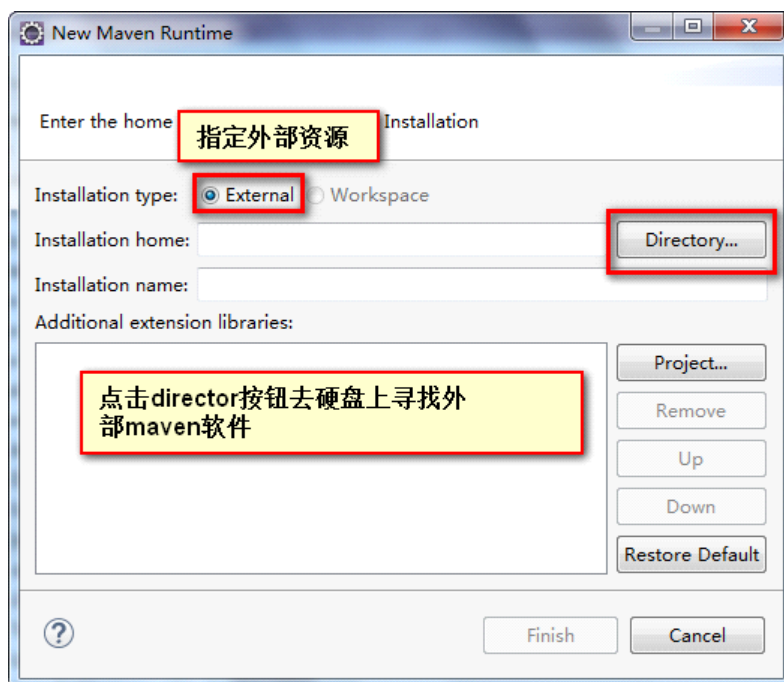 New Maven Runtime
Enter the home
指定外部资源
Installation
Installation type:
External
Workspace
Installation home:
Directory...
Installation name:
Additional extension libraries:
点击director按钮去硬盘上寻找外
部maven软件
Project...
Remove
Up
Down
Restore Default
?
Finish
Cancel